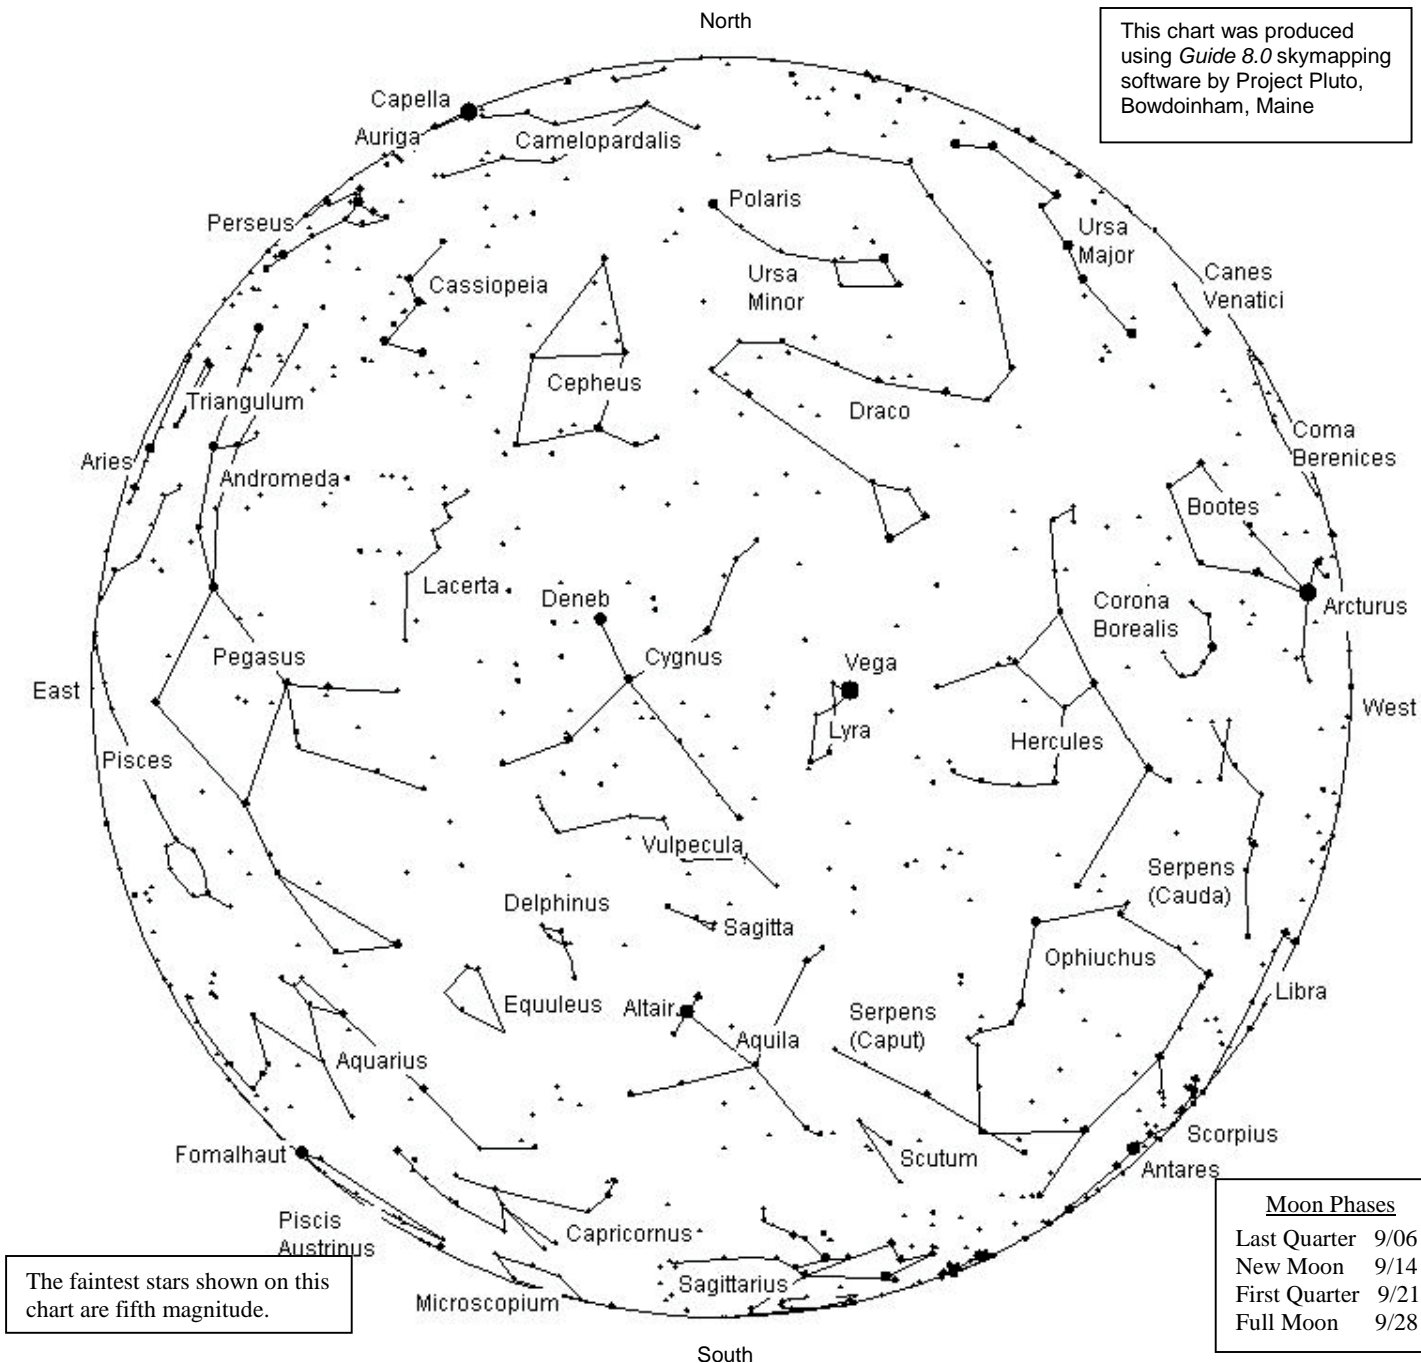 North
This chart was produced
using Guide 8.0 skymapping
software by Project Pluto,
Bowdoinham, Maine
Capella
Auriga
Camelopardalis
Perseus
Polaris
Ursa
Major
Cassiopeia
Ursa
Minor
Canes
Venatici
Cepheus
Triangulum
Draco
Coma
Berenices
Aries
Andromeda
Bootes
Lacerta
Deneb
Corona
Borealis
Arcturus
Pegasus
Cygnus
Vega
East
West
Lyra
Hercules
Pisces
Vulpecula
Serpens
(Cauda)
Delphinus
Sagitta
Ophiuchus
Equuleus
Altair
Libra
Serpens
(Caput)
Aquila
Aquarius
Fomalhaut
Scutum
Scorpius
Antares
Piscis
Austrinus
Capricornus
Sagittarius
Microscopium
Moon Phases
Last Quarter 9/06
New Moon 9/14
First Quarter 9/21
Full Moon 9/28
The faintest stars shown on this
chart are fifth magnitude.
South